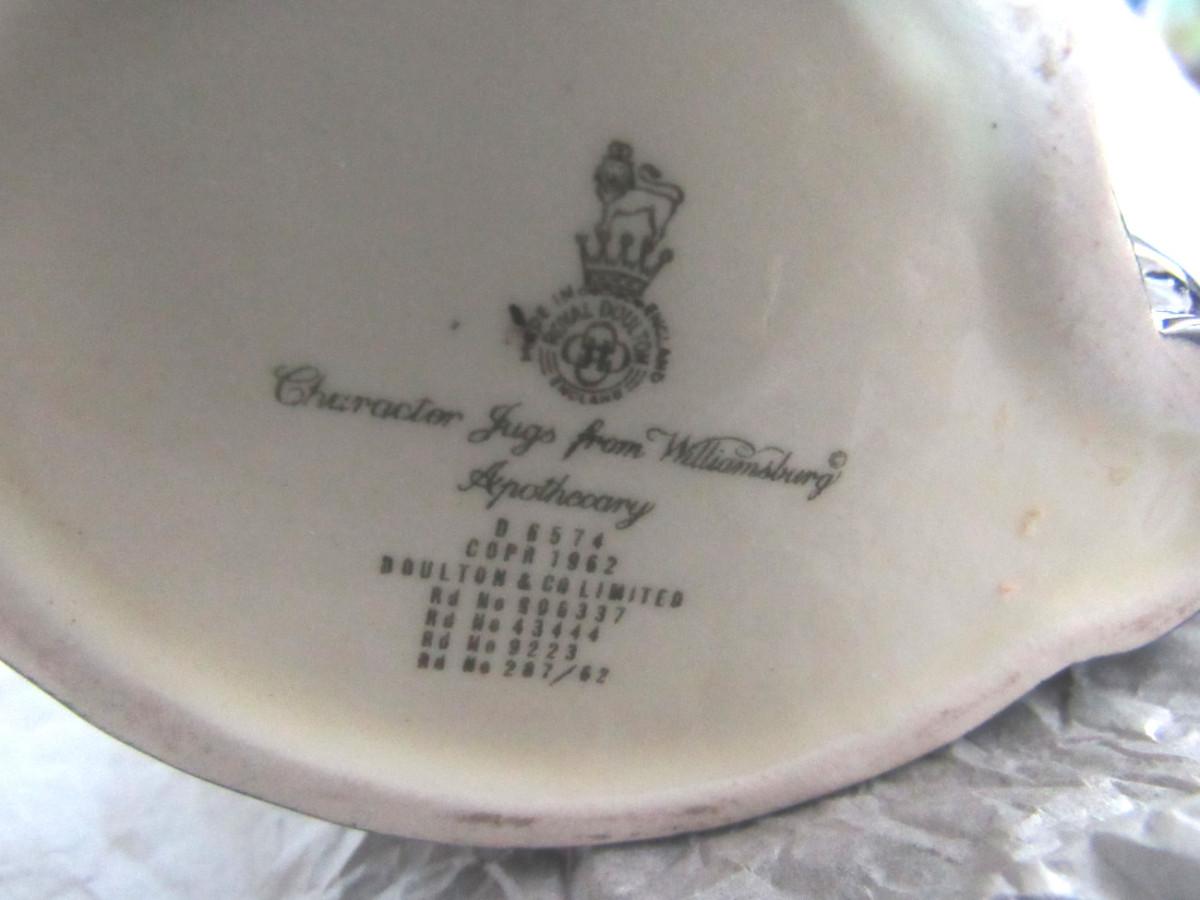 MADE IN ENGLAND
ROYAL DOULTON
ENGLAND
Character Jugs from Williamsburg©
Apothecary
D 6574
COPR 1962
DOULTON & CO LIMITED
Rd No 906337
Rd No 43444
Rd No 9223
Rd No 287/62